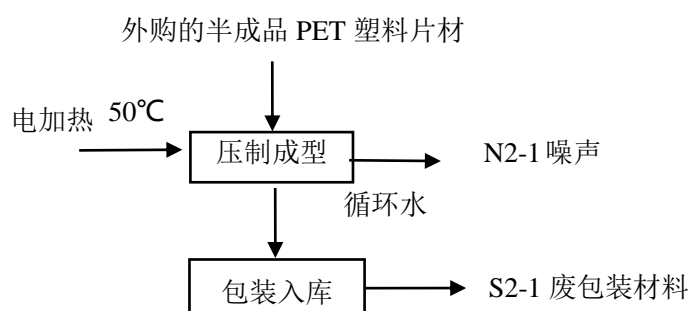 外购的半成品 PET 塑料片材
电加热 50℃
压制成型
N2-1 噪声
循环水
包装入库
S2-1 废包装材料